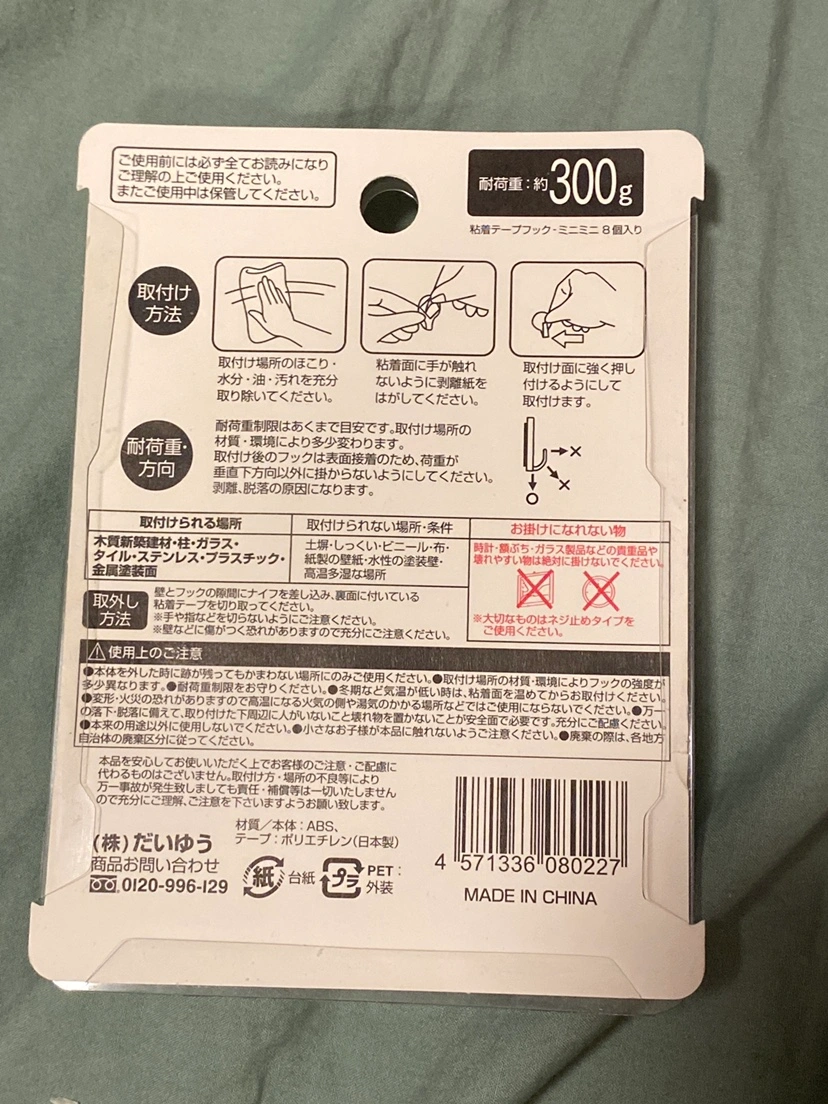 ご使用前には必ず全てお読みになり
ご理解の上ご使用ください。
またご使用中は保管してください。
耐荷重:約300g
粘着テープフック-ミニミニ 8個入り
取付け
方法
取付け場所のほこり・
水分・油・汚れを充分
取り除いてください。
粘着面に手が触れ
ないように剥離紙を
はがしてください。
取付け面に強く押し
付けるようにして
取付けます。
耐荷重・
方向
耐荷重制限はあくまで目安です。取付け場所の
材質・環境により多少変わります。
取付け後のフックは表面接着のため、荷重が
垂直下方向以外に掛からないようにしてください。
剥離、脱落の原因になります。
取付けられる場所
木質新築建材・柱・ガラス・
タイル・ステンレス・プラスチック・
金属塗装面
取付けられない場所・条件
土塀・しっくい・ビニール・布・
紙製の壁紙・水性の塗装壁・
高温多湿な場所
お掛けになれない物
時計・額ぶち・ガラス製品などの貴重品や
壊れやすい物は絶対に掛けないでください。
※大切なものはネジ止めタイプを
ご使用ください。
取外し
方法
壁とフックの隙間にナイフを差し込み、裏面に付いている
粘着テープを切り取ってください。
※手や指などを切らないようにご注意ください。
※壁などに傷がつく恐れがありますので充分にご注意ください。
使用上のご注意
●本体を外した時に跡が残ってもかまわない場所にのみご使用ください。●取付け場所の材質・環境によりフックの強度が
多少異なります。●耐荷重制限をお守りください。●冬期など気温が低い時は、粘着面を温めてからお取付けください。
●変形・火災の恐れがありますので高温になる火気の側や湯気のかかる場所などではご使用にならないでください。●万一
の落下・脱落に備えて、取り付けた下周辺に人がいないこと壊れ物を置かないことが安全面で必要です。充分にご配慮ください。
●本来の用途以外に使用しないでください。●小さなお子様が本品に触れないようご注意ください。●廃棄の際は、各地方
自治体の廃棄区分に従ってください。
本品を安心してお使いいただく上でお客様のご注意・ご配慮に
代わるものはございません。取付け方・場所の不良等により
万一事故が発生致しましても責任・補償等は一切いたしません
ので充分にご理解、ご注意を下さいますようお願い致します。
(株)だいゆう
商品お問い合わせ
0120-996-129
材質/本体:ABS、
テープ:ポリエチレン(日本製)
紙 台紙
プラ PET:
外装
4 571336 080227
MADE IN CHINA